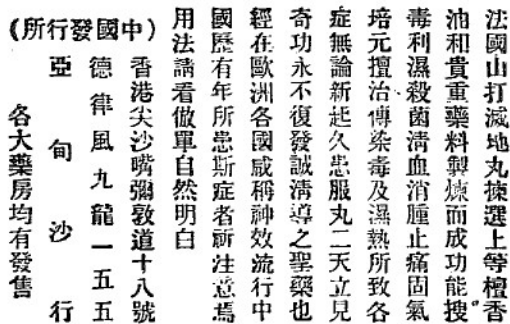 法國山打滅地丸揀選上等檀香
油和貴重藥料製煉而成功能搜
毒利濕殺菌清血消腫止痛固氣
培元擅治傳染毒及濕熱所致各
症無論新起久患服丸二天立見
奇功永不復發誠清導之聖藥也
經在歐洲各國咸稱神效流行中
國歷有年所患斯症者祈注意焉
用法請看倣單自然明白
(中國發行所)
香港尖沙嘴彌敦道十八號
德律風九龍一五五
亞甸沙行
各大藥房均有發售